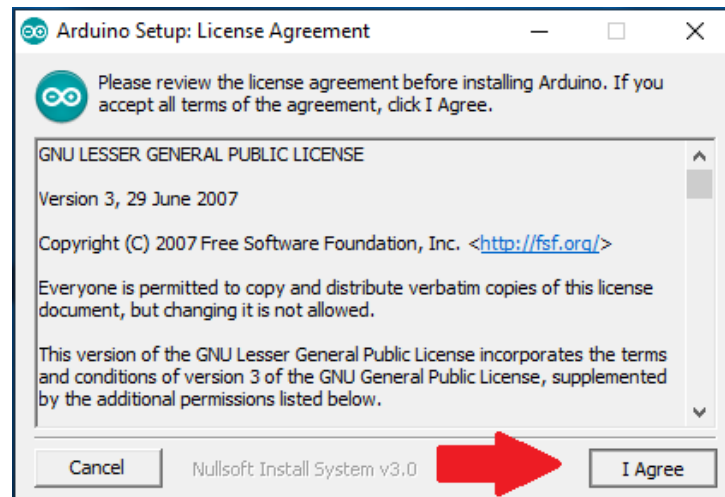 Arduino Setup: License Agreement
Please review the license agreement before installing Arduino. If you
accept all terms of the agreement, click I Agree.
GNU LESSER GENERAL PUBLIC LICENSE
Version 3, 29 June 2007
Copyright (C) 2007 Free Software Foundation, Inc. <http://fsf.org/>
Everyone is permitted to copy and distribute verbatim copies of this license
document, but changing it is not allowed.
This version of the GNU Lesser General Public License incorporates the terms
and conditions of version 3 of the GNU General Public License, supplemented
by the additional permissions listed below.
Cancel
Nullsoft Install System v3.0
I Agree